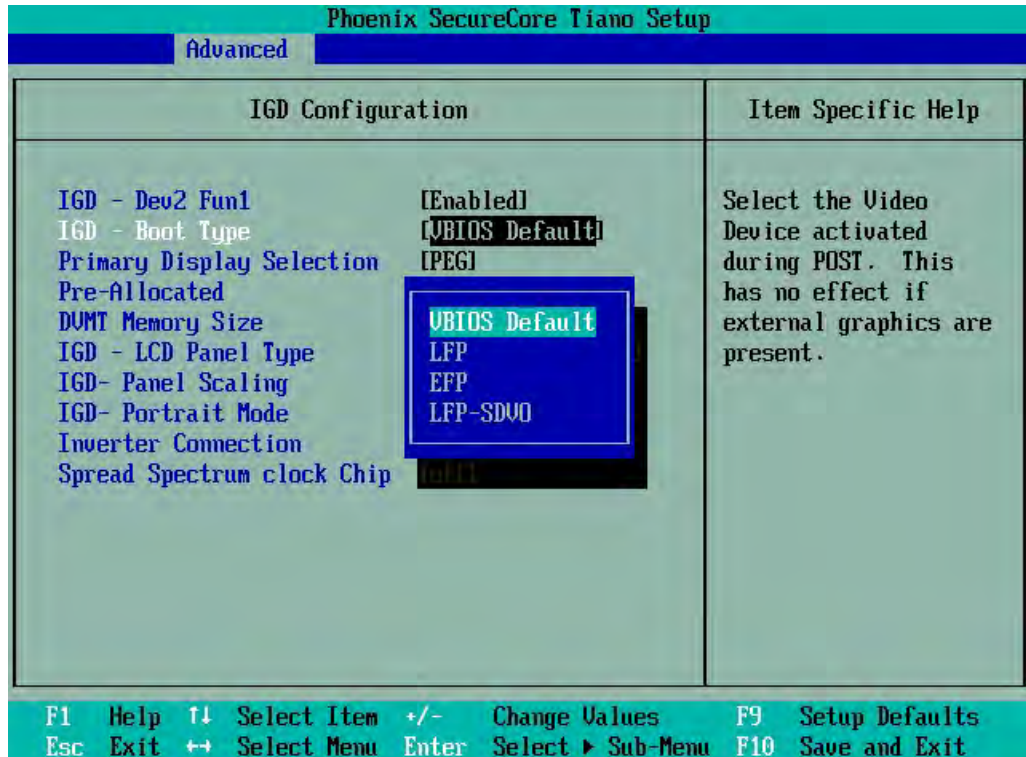 Phoenix SecureCore Tiano Setup
Advanced
IGD Configuration
Item Specific Help
IGD - Dev2 Fun1 [Enabled]
IGD - Boot Type [VBIOS Default]
Primary Display Selection [PEG]
Pre-Allocated
DVMT Memory Size
IGD - LCD Panel Type
IGD- Panel Scaling
IGD- Portrait Mode
Inverter Connection
Spread Spectrum clock Chip
VBIOS Default
LFP
EFP
LFP-SDVO
Select the Video
Device activated
during POST. This
has no effect if
external graphics are
present.
F1 Help ↑↓ Select Item +/- Change Values F9 Setup Defaults
Esc Exit ↔ Select Menu Enter Select ▶ Sub-Menu F10 Save and Exit